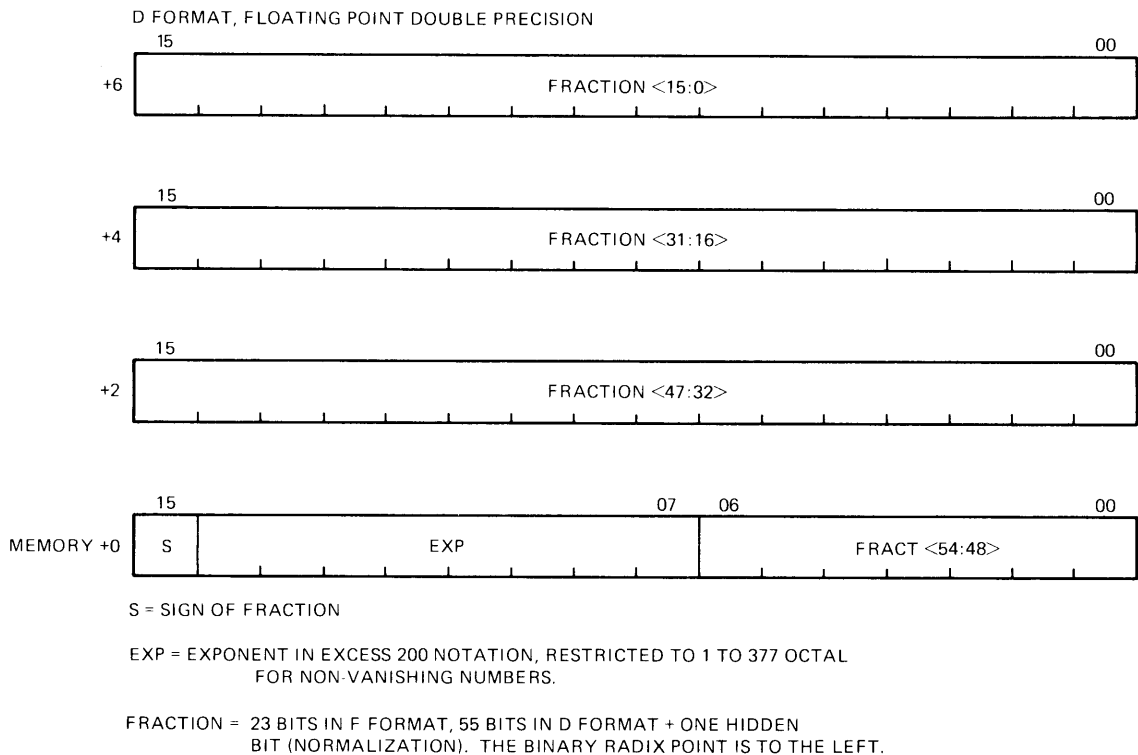 D FORMAT, FLOATING POINT DOUBLE PRECISION
15 00
+6 FRACTION <15:0>
15 00
+4 FRACTION <31:16>
15 00
+2 FRACTION <47:32>
15 07 06 00
MEMORY +0 S EXP FRACT <54:48>
S = SIGN OF FRACTION
EXP = EXPONENT IN EXCESS 200 NOTATION, RESTRICTED TO 1 TO 377 OCTAL
FOR NON-VANISHING NUMBERS.
FRACTION = 23 BITS IN F FORMAT, 55 BITS IN D FORMAT + ONE HIDDEN
BIT (NORMALIZATION). THE BINARY RADIX POINT IS TO THE LEFT.